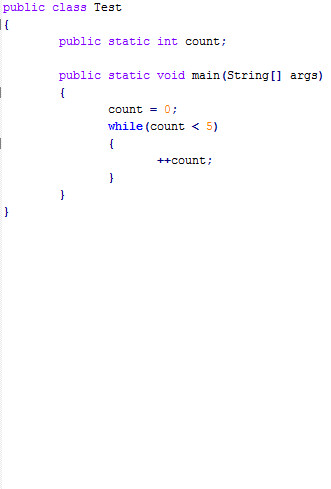 public class Test
{
public static int count;
public static void main(String[] args)
{
count = 0;
while(count < 5)
{
++count;
}
}
}